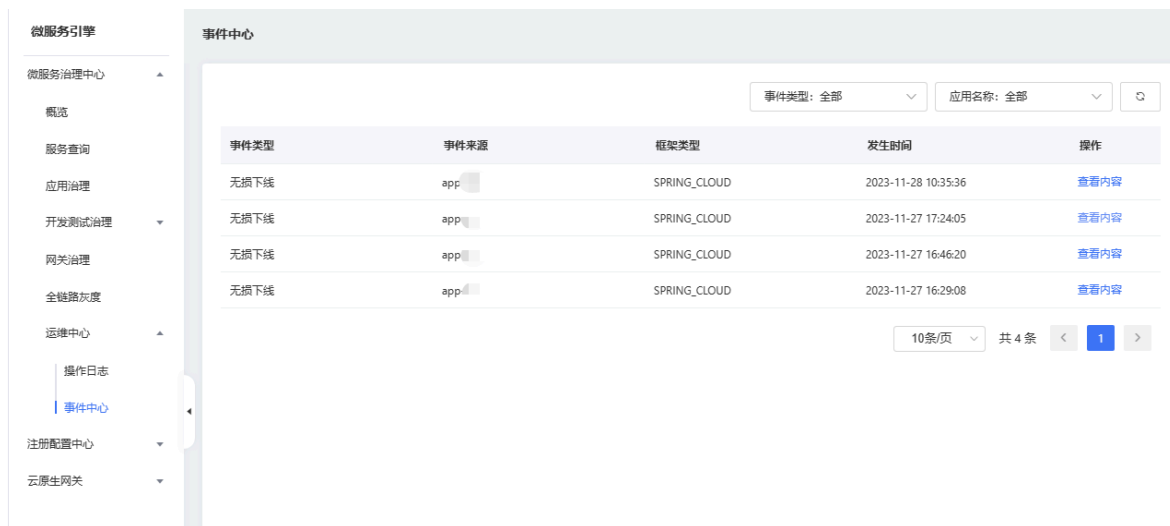 微服务引擎
微服务治理中心
概览
服务查询
应用治理
开发测试治理
网关治理
全链路灰度
运维中心
操作日志
事件中心
注册配置中心
云原生网关
事件中心
事件类型：全部 应用名称：全部
事件类型 事件来源 框架类型 发生时间 操作
无损下线 app SPRING_CLOUD 2023-11-28 10:35:36 查看内容
无损下线 app SPRING_CLOUD 2023-11-27 17:24:05 查看内容
无损下线 app SPRING_CLOUD 2023-11-27 16:46:20 查看内容
无损下线 app SPRING_CLOUD 2023-11-27 16:29:08 查看内容
10条/页 共 4 条 < 1 >